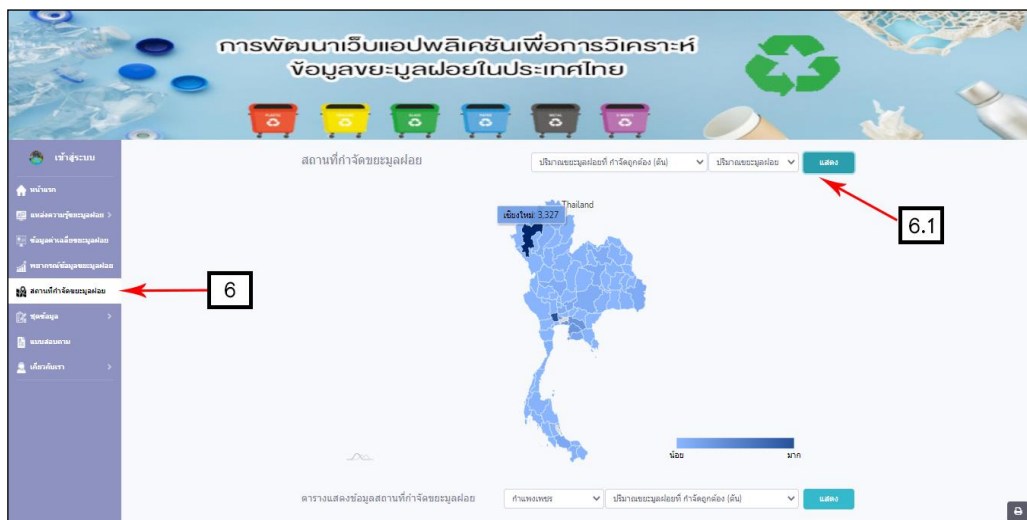 การพัฒนาเว็บแอปพลิเคชันเพื่อการวิเคราะห์
ข้อมูลขยะมูลฝอยในประเทศไทย
เข้าสู่ระบบ
หน้าแรก
แหล่งความรู้ขยะมูลฝอย
ข้อมูลค่าเฉลี่ยขยะมูลฝอย
พยากรณ์ข้อมูลขยะมูลฝอย
สถานที่กำจัดขยะมูลฝอย
ชุดข้อมูล
แบบสอบถาม
เกี่ยวกับเรา
6
สถานที่กำจัดขยะมูลฝอย
ปริมาณขยะมูลฝอยที่ กำจัดถูกต้อง (ตัน)
ปริมาณขยะมูลฝอย
แสดง
6.1
Thailand
เชียงใหม่: 3,327
น้อย
มาก
ตารางแสดงข้อมูลสถานที่กำจัดขยะมูลฝอย
กำแพงเพชร
ปริมาณขยะมูลฝอยที่ กำจัดถูกต้อง (ตัน)
แสดง